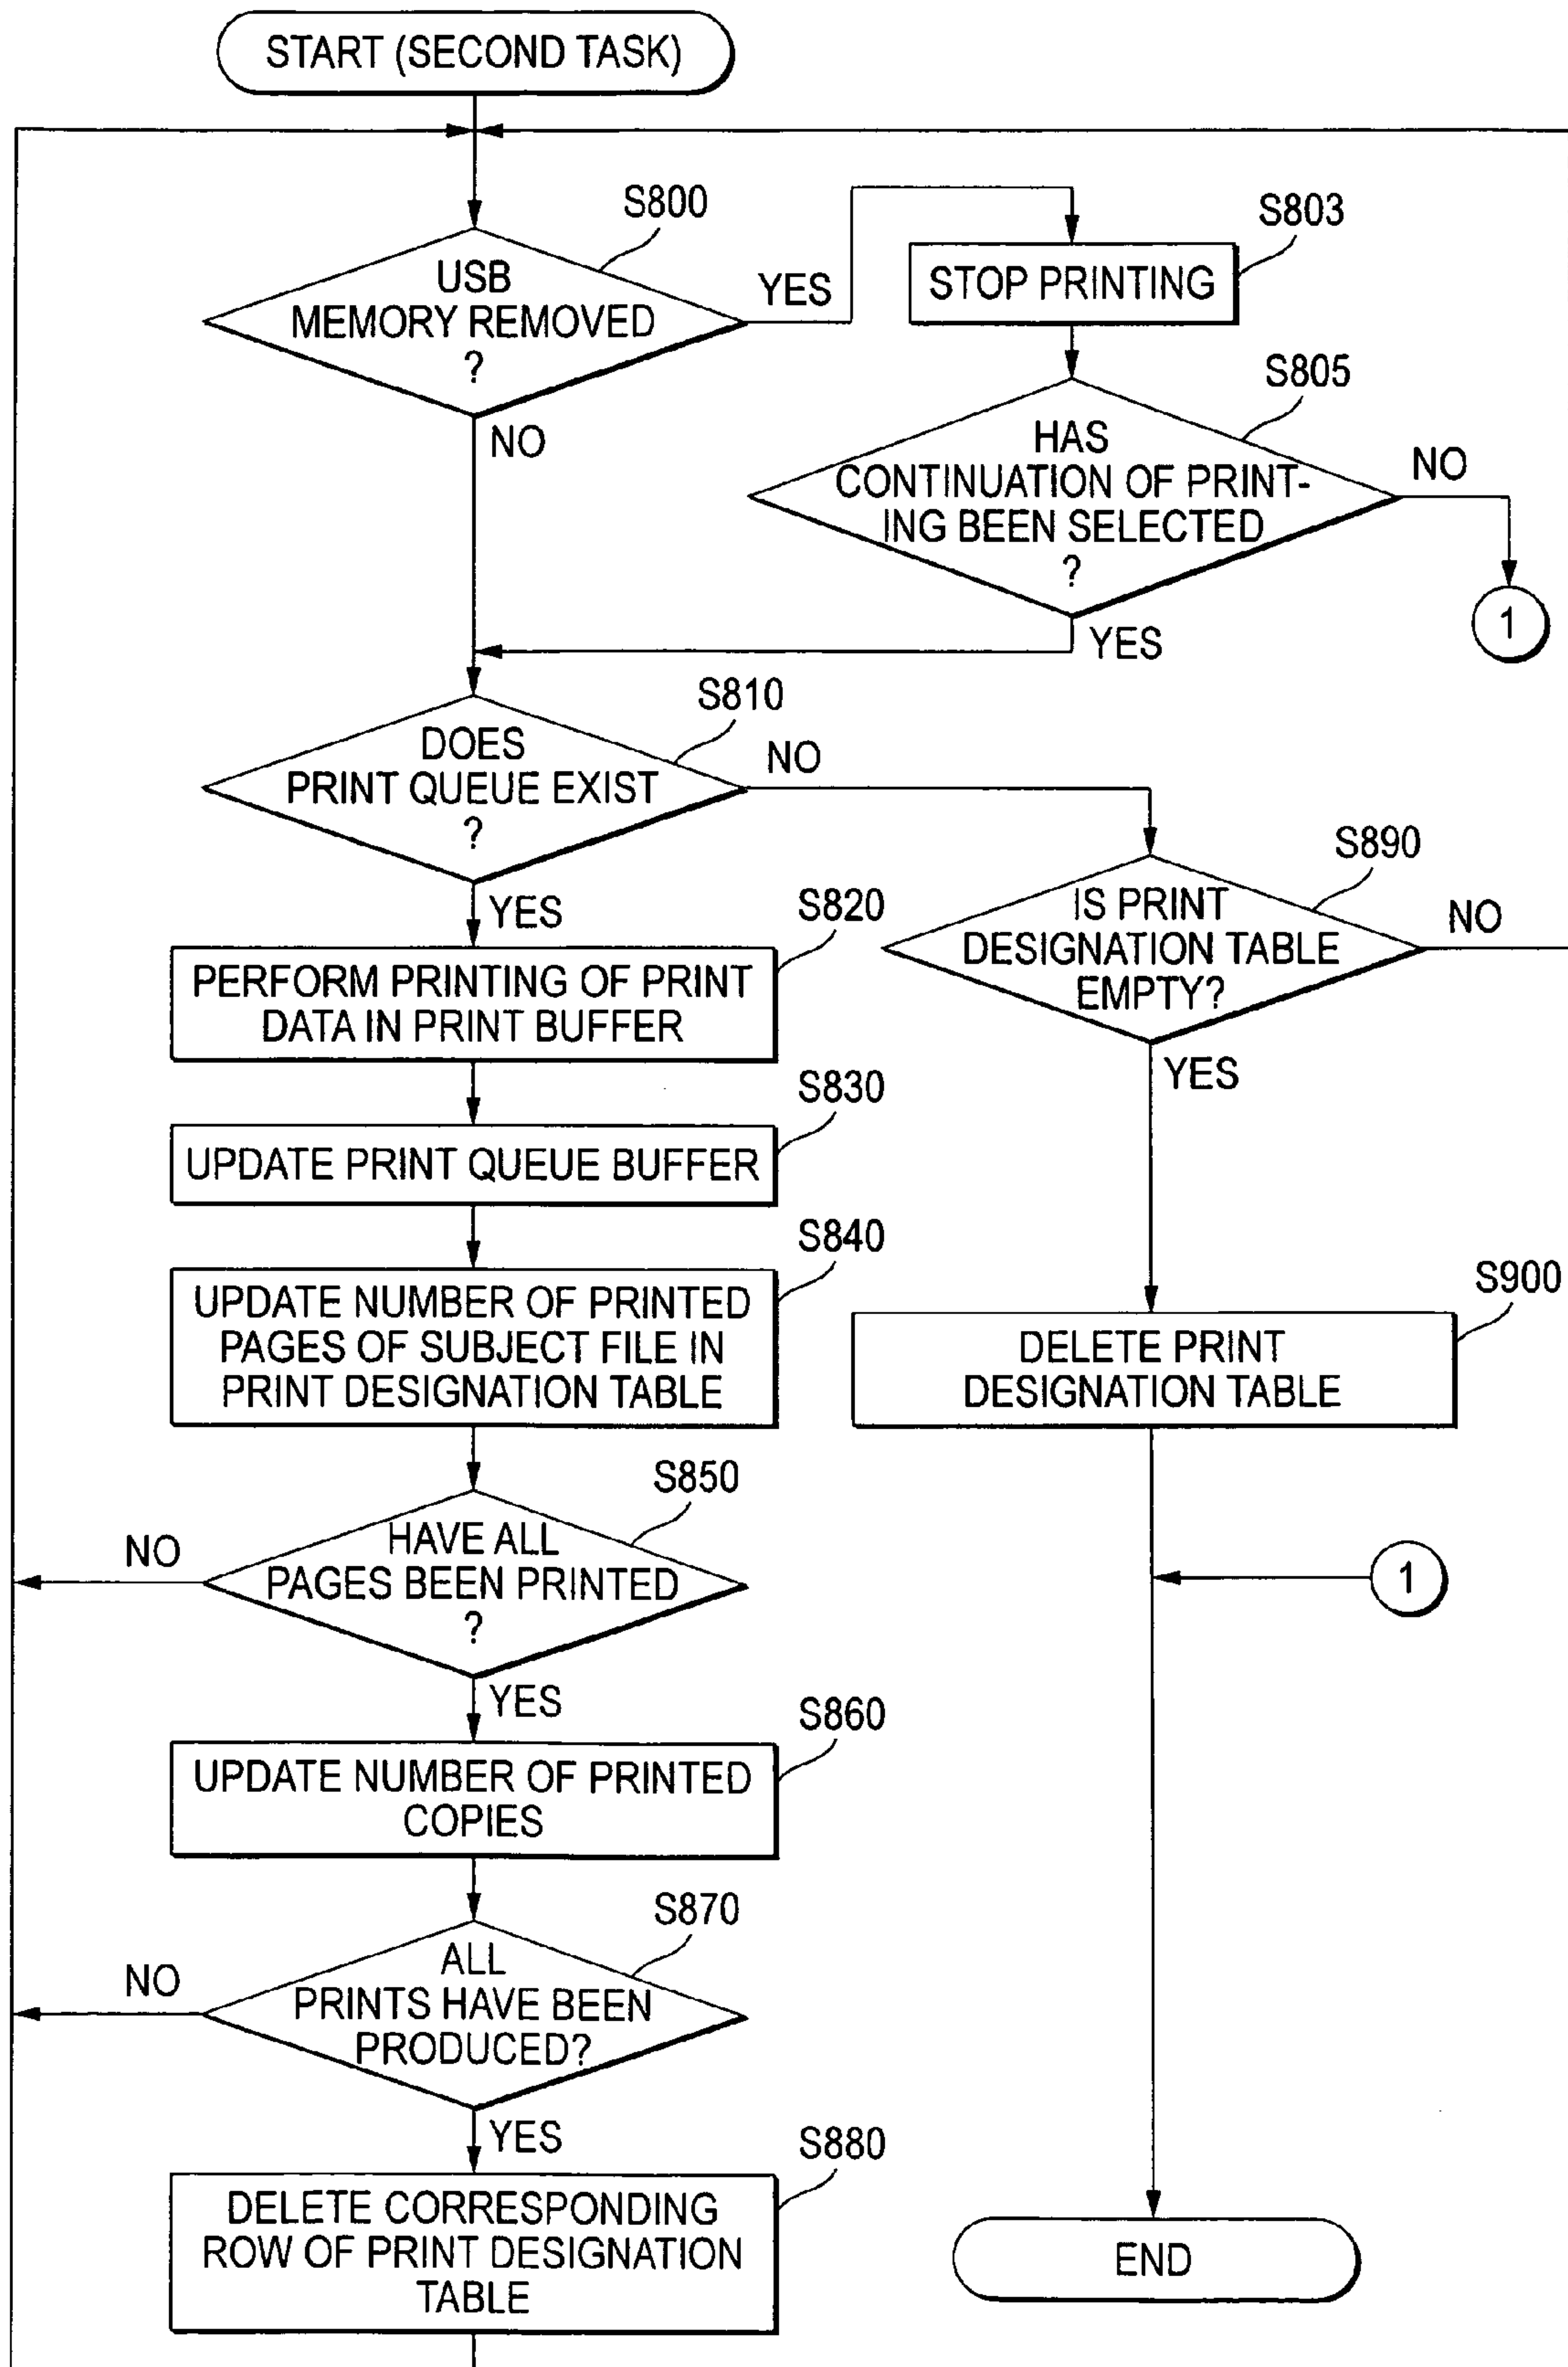 START (SECOND TASK)
S800
USB
MEMORY REMOVED
?
YES
NO
S803
STOP PRINTING
S805
HAS
CONTINUATION OF PRINT-
ING BEEN SELECTED
?
NO
1
YES
S810
DOES
PRINT QUEUE EXIST
?
NO
YES
S820
PERFORM PRINTING OF PRINT
DATA IN PRINT BUFFER
S830
UPDATE PRINT QUEUE BUFFER
S840
UPDATE NUMBER OF PRINTED
PAGES OF SUBJECT FILE IN
PRINT DESIGNATION TABLE
S850
HAVE ALL
PAGES BEEN PRINTED
?
NO
YES
S860
UPDATE NUMBER OF PRINTED
COPIES
S870
ALL
PRINTS HAVE BEEN
PRODUCED?
NO
YES
S880
DELETE CORRESPONDING
ROW OF PRINT DESIGNATION
TABLE
S890
IS PRINT
DESIGNATION TABLE
EMPTY?
NO
YES
S900
DELETE PRINT
DESIGNATION TABLE
1
END